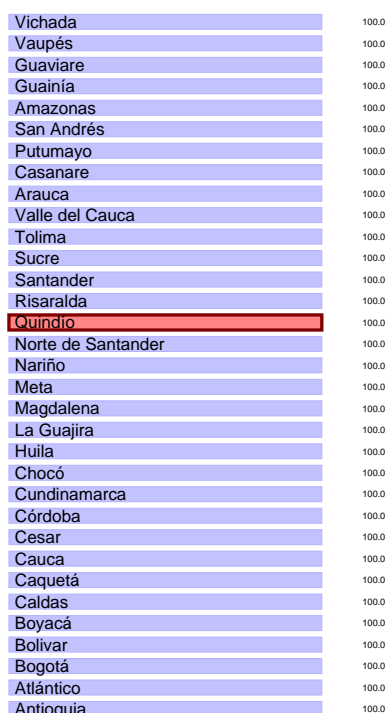 Vichada 100.0
Vaupés 100.0
Guaviare 100.0
Guainía 100.0
Amazonas 100.0
San Andrés 100.0
Putumayo 100.0
Casanare 100.0
Arauca 100.0
Valle del Cauca 100.0
Tolima 100.0
Sucre 100.0
Santander 100.0
Risaralda 100.0
Quindío 100.0
Norte de Santander 100.0
Nariño 100.0
Meta 100.0
Magdalena 100.0
La Guajira 100.0
Huila 100.0
Chocó 100.0
Cundinamarca 100.0
Córdoba 100.0
Cesar 100.0
Cauca 100.0
Caquetá 100.0
Caldas 100.0
Boyacá 100.0
Bolivar 100.0
Bogotá 100.0
Atlántico 100.0
Antioquia 100.0